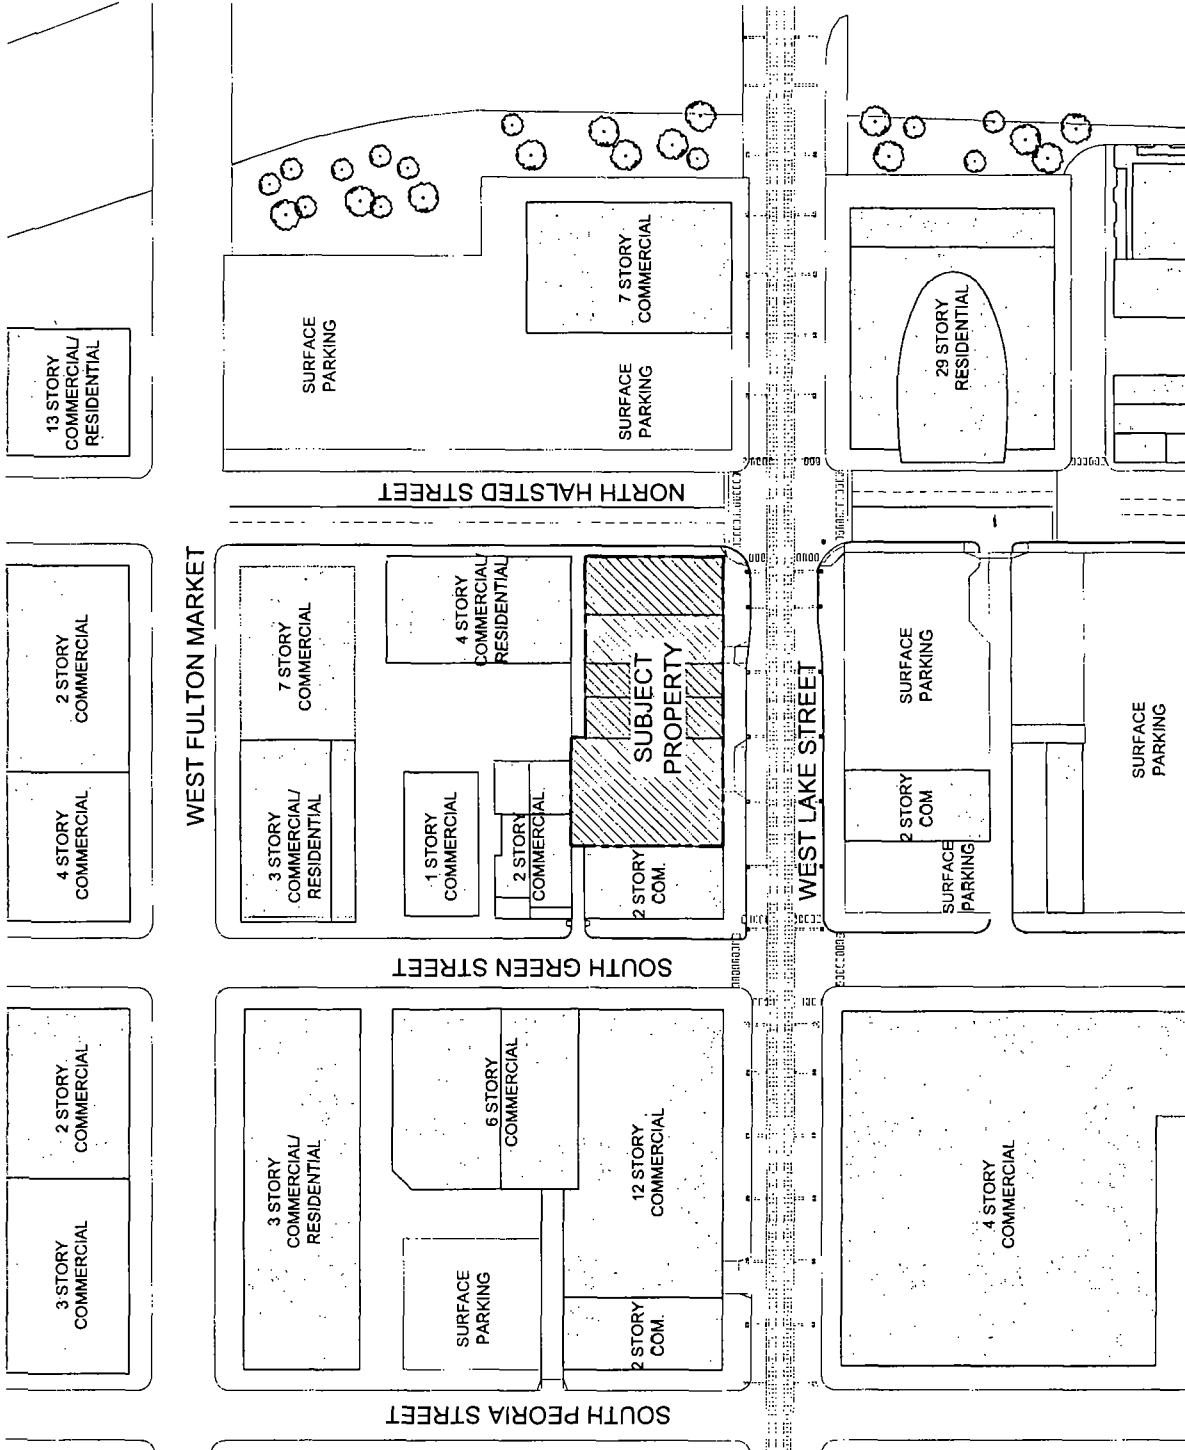 13 STORY
COMMERCIAL/
RESIDENTIAL
SURFACE
PARKING
7 STORY
COMMERCIAL
SURFACE
PARKING
29 STORY
RESIDENTIAL
NORTH HALSTED STREET
WEST FULTON MARKET
2 STORY
COMMERCIAL
4 STORY
COMMERCIAL
7 STORY
COMMERCIAL
3 STORY
COMMERCIAL/
RESIDENTIAL
4 STORY
COMMERCIAL/
RESIDENTIAL
1 STORY
COMMERCIAL
2 STORY
COMMERCIAL
SUBJECT
PROPERTY
2 STORY
COM.
WEST LAKE STREET
SURFACE
PARKING
2 STORY
COM
SURFACE
PARKING
SURFACE
PARKING
SOUTH GREEN STREET
2 STORY
COMMERCIAL
3 STORY
COMMERCIAL
3 STORY
COMMERCIAL/
RESIDENTIAL
6 STORY
COMMERCIAL
SURFACE
PARKING
12 STORY
COMMERCIAL
2 STORY
COM.
4 STORY
COMMERCIAL
SOUTH PEORIA STREET